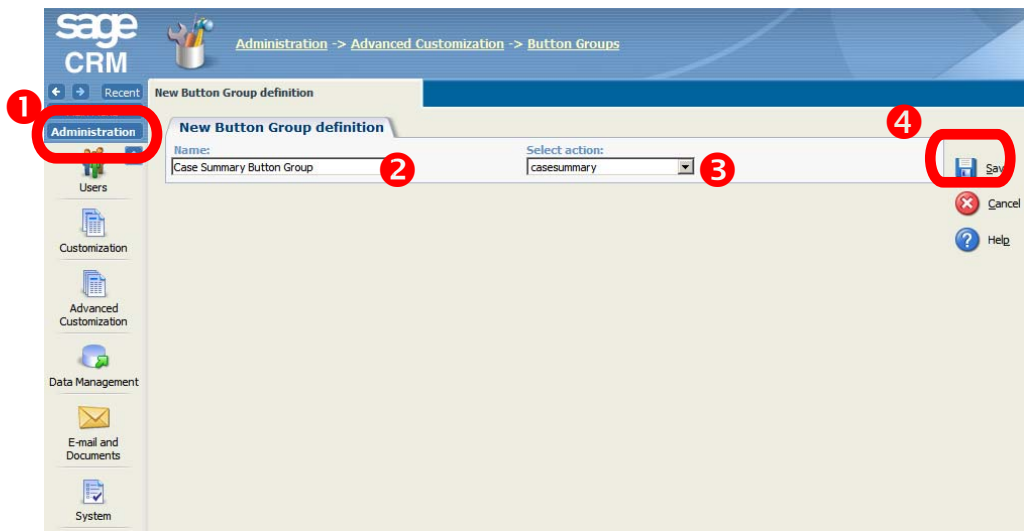 sage
CRM
Administration -> Advanced Customization -> Button Groups
Recent
New Button Group definition
1
Administration
New Button Group definition
4
Name:
Select action:
Case Summary Button Group
2
casesummary
3
Save
Users
Cancel
Help
Customization
Advanced
Customization
Data Management
E-mail and
Documents
System